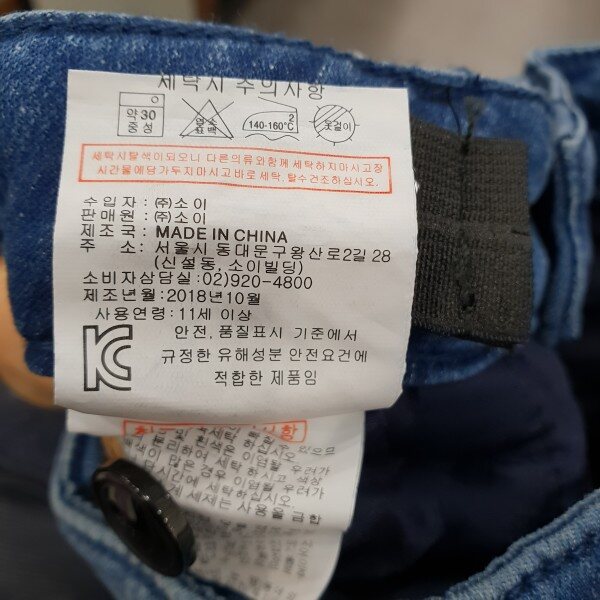 세탁시 주의사항
약30 중성
염소 표백
2
140-160°C
옷걸이
세탁시탈색이되오니 다른의류와함께 세탁하지마시고장
시간물에담가두지마시고바로세탁.탈수건조하십시오.
수 입 자 : ㈜소이
판 매 원 : ㈜소이
제 조 국 : MADE IN CHINA
주 소 : 서울시 동대문구왕산로2길 28
(신설동, 소이빌딩)
소비자상담실:02)920-4800
제조년월:2018년10월
사용연령:11세 이상
안전, 품질표시 기준에서
규정한 유해성분 안전요건에
적합한 제품임